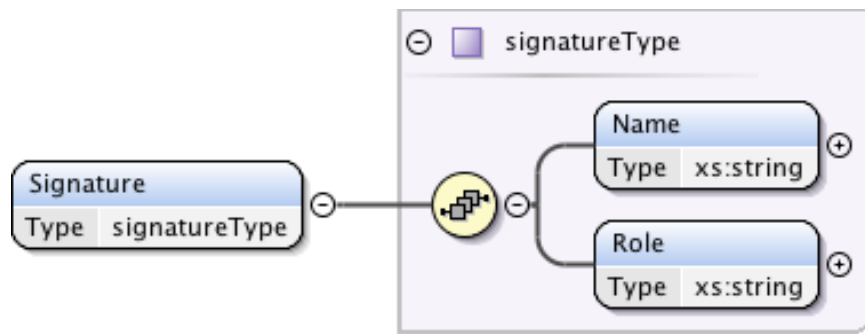 signatureType
Name
Type xs:string
Signature
Type signatureType
Role
Type xs:string